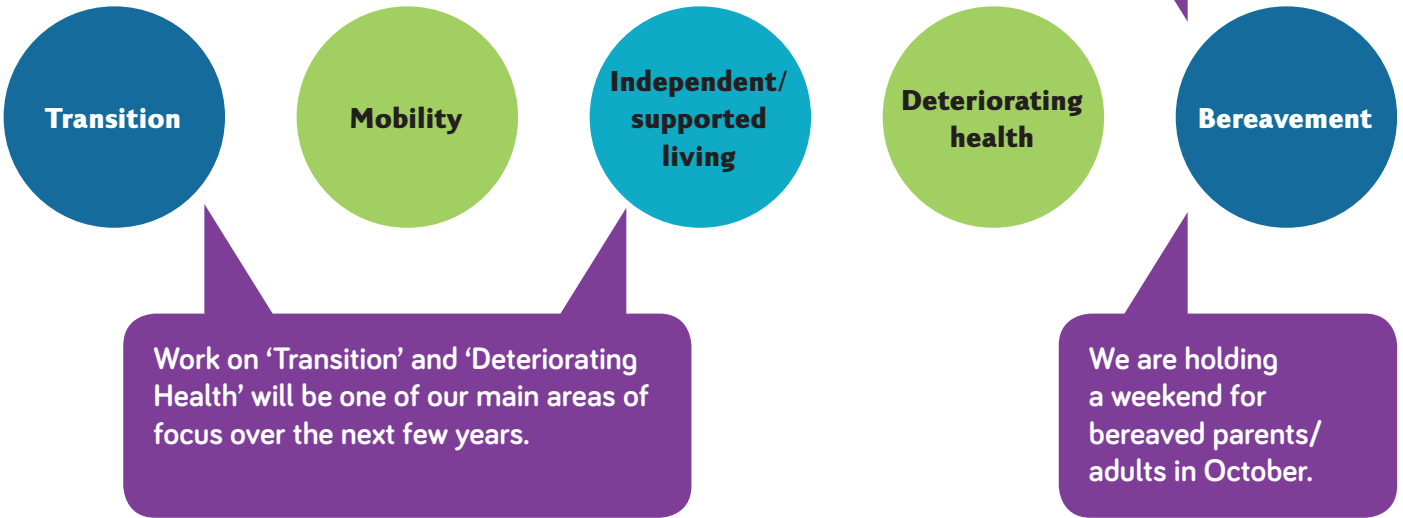 Transition
Mobility
Independent/
supported
living
Deteriorating
health
Bereavement
Work on ‘Transition’ and ‘Deteriorating
Health’ will be one of our main areas of
focus over the next few years.
We are holding
a weekend for
bereaved parents/
adults in October.